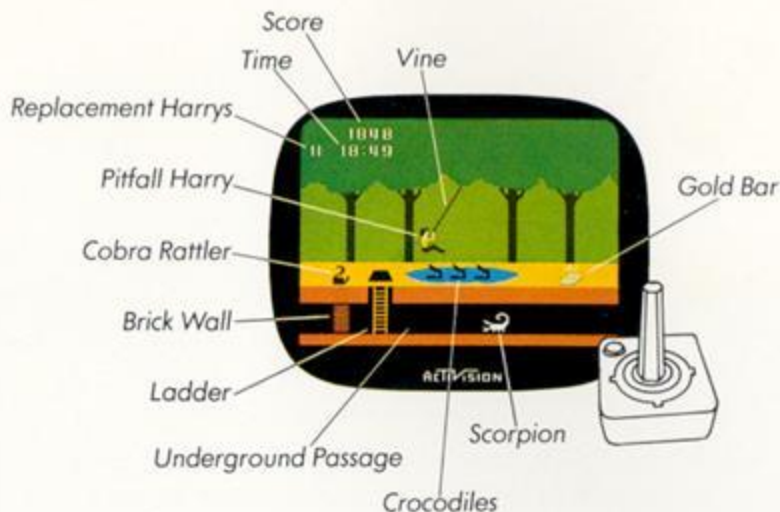 Score
Time
Vine
Replacement Harrys
1848
11 18:49
Pitfall Harry
Gold Bar
Cobra Rattler
Brick Wall
ACTIVISION
Ladder
Scorpion
Underground Passage
Crocodiles